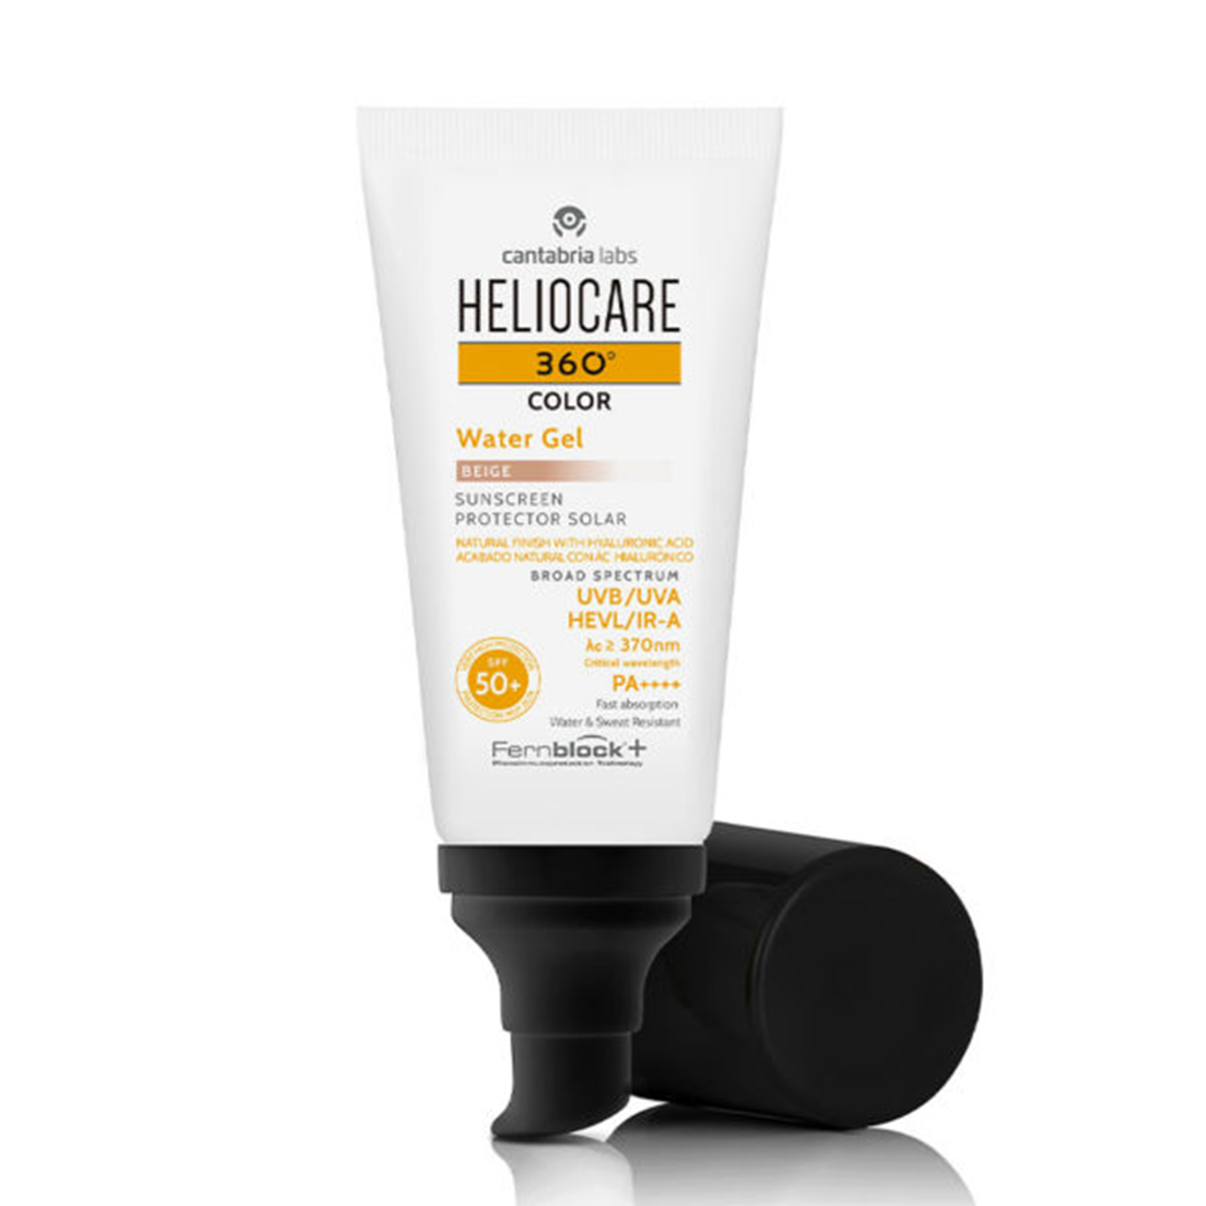 cantabria labs
HELIOCARE
360°
COLOR
Water Gel
BEIGE
SUNSCREEN
PROTECTOR SOLAR
NATURAL FINISH WITH HYALURONIC ACID
ACABADO NATURAL CON ÁC. HIALURÓNICO
BROAD SPECTRUM
UVB/UVA
HEVL/IR-A
λc ≥ 370nm
Critical wavelength
SPF
50+
PA++++
Fast absorption
Water & Sweat Resistant
Fernblock®+
Technology